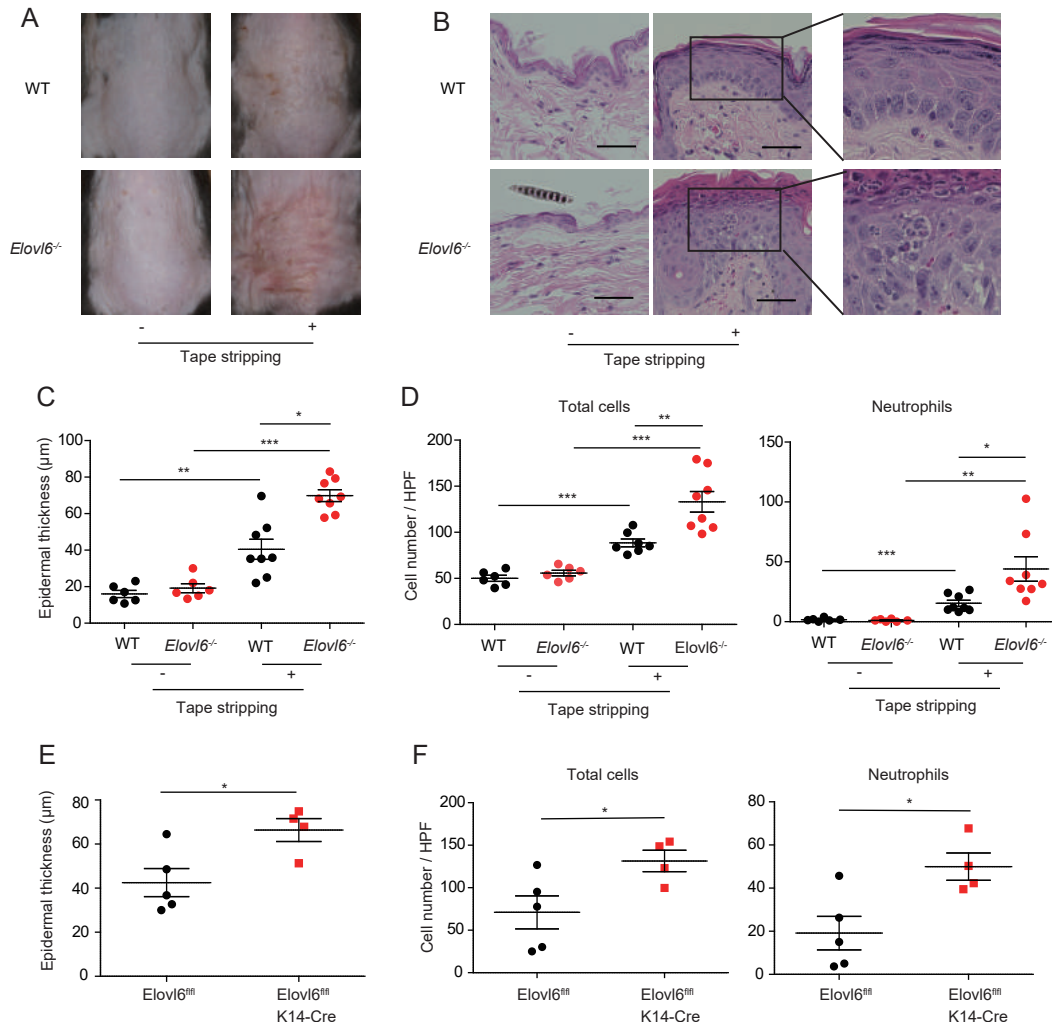 A
WT
Elovl6-/-
- +
Tape stripping
B
WT
Elovl6-/-
- +
Tape stripping
C
Epidermal thickness (μm)
100
80
60
40
20
0
** *** *
WT Elovl6-/- WT Elovl6-/-
- +
Tape stripping
D
Total cells
Cell number / HPF
200
150
100
50
0
*** *** **
WT Elovl6-/- WT Elovl6-/-
- +
Tape stripping
Neutrophils
150
100
50
0
*** ** *
WT Elovl6-/- WT Elovl6-/-
- +
Tape stripping
E
Epidermal thickness (μm)
80
60
40
20
0
*
Elovl6fl/fl Elovl6fl/fl
K14-Cre
F
Total cells
Cell number / HPF
200
150
100
50
0
*
Elovl6fl/fl Elovl6fl/fl
K14-Cre
Neutrophils
80
60
40
20
0
*
Elovl6fl/fl Elovl6fl/fl
K14-Cre